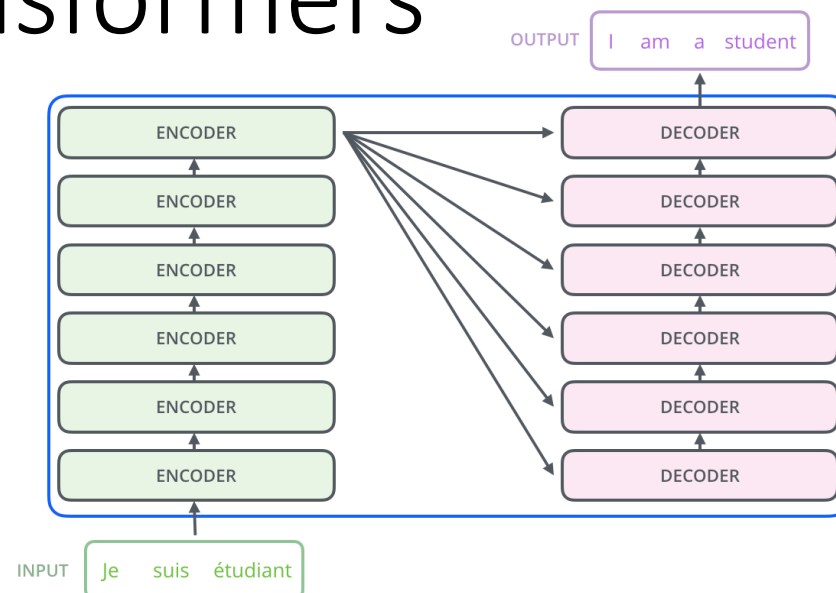 nsformers
OUTPUT I am a student
ENCODER DECODER
ENCODER DECODER
ENCODER DECODER
ENCODER DECODER
ENCODER DECODER
ENCODER DECODER
INPUT Je suis étudiant